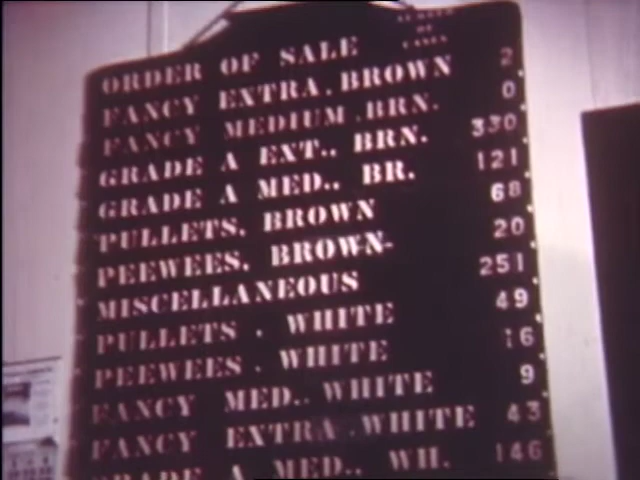 ORDER OF SALE
OF
CASES
FANCY EXTRA. BROWN 2
FANCY MEDIUM .BRN. 0
GRADE A EXT.. BRN. 330
GRADE A MED.. BR. 121
PULLETS. BROWN 68
PEEWEES. BROWN- 20
MISCELLANEOUS 251
PULLETS . WHITE 49
PEEWEES . WHITE 16
FANCY MED.. WHITE 9
FANCY EXTRA .WHITE 43
GRADE A MED.. WH. 146